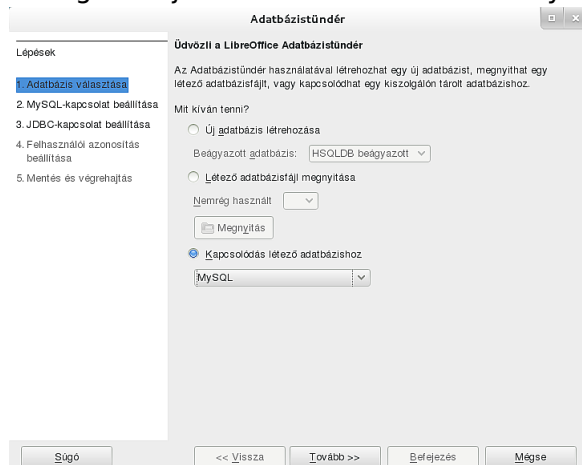 Adatbázistündér
Lépések
1. Adatbázis választása
2. MySQL-kapcsolat beállítása
3. JDBC-kapcsolat beállítása
4. Felhasználói azonosítás
beállítása
5. Mentés és végrehajtás
Üdvözli a LibreOffice Adatbázistündér
Az Adatbázistündér használatával létrehozhat egy új adatbázist, megnyithat egy
létező adatbázisfájlt, vagy kapcsolódhat egy kiszolgálón tárolt adatbázishoz.
Mit kíván tenni?
Új adatbázis létrehozása
Beágyazott adatbázis: HSQLDB beágyazott
Létező adatbázisfájl megnyitása
Nemrég használt
Megnyitás
Kapcsolódás létező adatbázishoz
MySQL
Súgó
<< Vissza
Tovább >>
Befejezés
Mégse